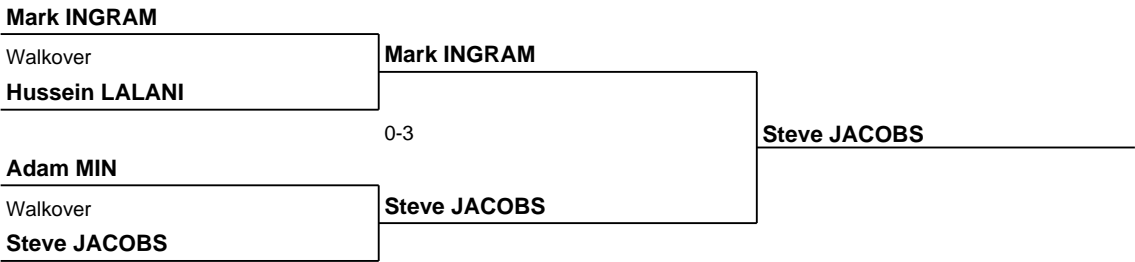 Mark INGRAM
Walkover
Mark INGRAM
Hussein LALANI
0-3
Steve JACOBS
Adam MIN
Walkover
Steve JACOBS
Steve JACOBS